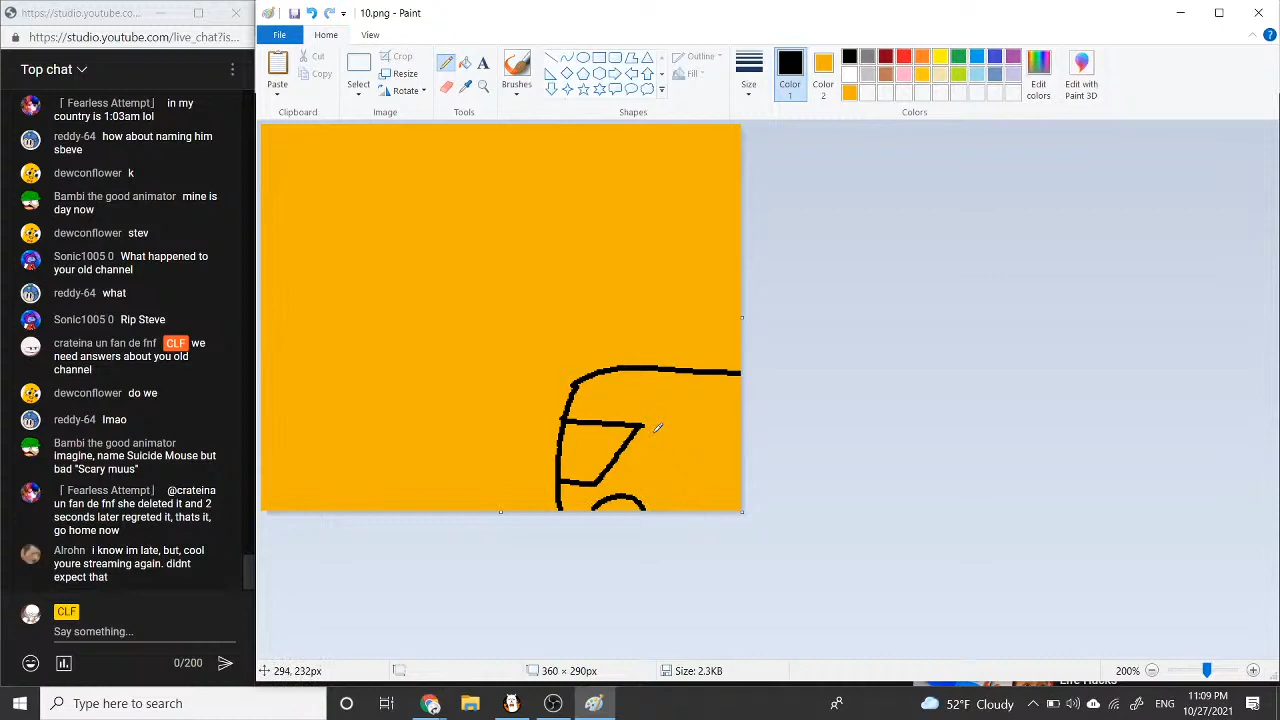 https://studio.youtube.co...
10.png - Paint
https://studio.youtube.com/live_chat?is...
File
Home
View
Top chat
Paste
Cut
Copy
Clipboard
Select
Crop
Resize
Rotate
Image
Tools
Brushes
Outline
Fill
Shapes
Size
Color
1
Color
2
Edit
colors
Edit with
Paint 3D
Colors
「 Fearless Attempt」 in my
country is 1:03am lol
reddy-64 how about naming him
sbeve
dewconflower k
Bambi the good animator mine is
day now
dewconflower stev
Sonic1005 0 What happened to
your old channel
reddy-64 what
Sonic1005 0 Rip Steve
crateina un fan de fnf CLF we
need answers about you old
channel
dewconflower do we
reddy-64 lmao
Bambi the good animator
imagine, name Suicide Mouse but
bad "Scary muus"
「 Fearless Attempt」 @crateina
un fan de fnf she deleted it and 2
seconds later regretted it, thats it,
go home now
Alrohn i know im late, but, cool
youre streaming again. didnt
expect that
CLF
Say something...
0/200
294, 232px
360 × 290px
Size: 2.3KB
200%
Type here to search
52°F Cloudy
ENG
11:09 PM
10/27/2021